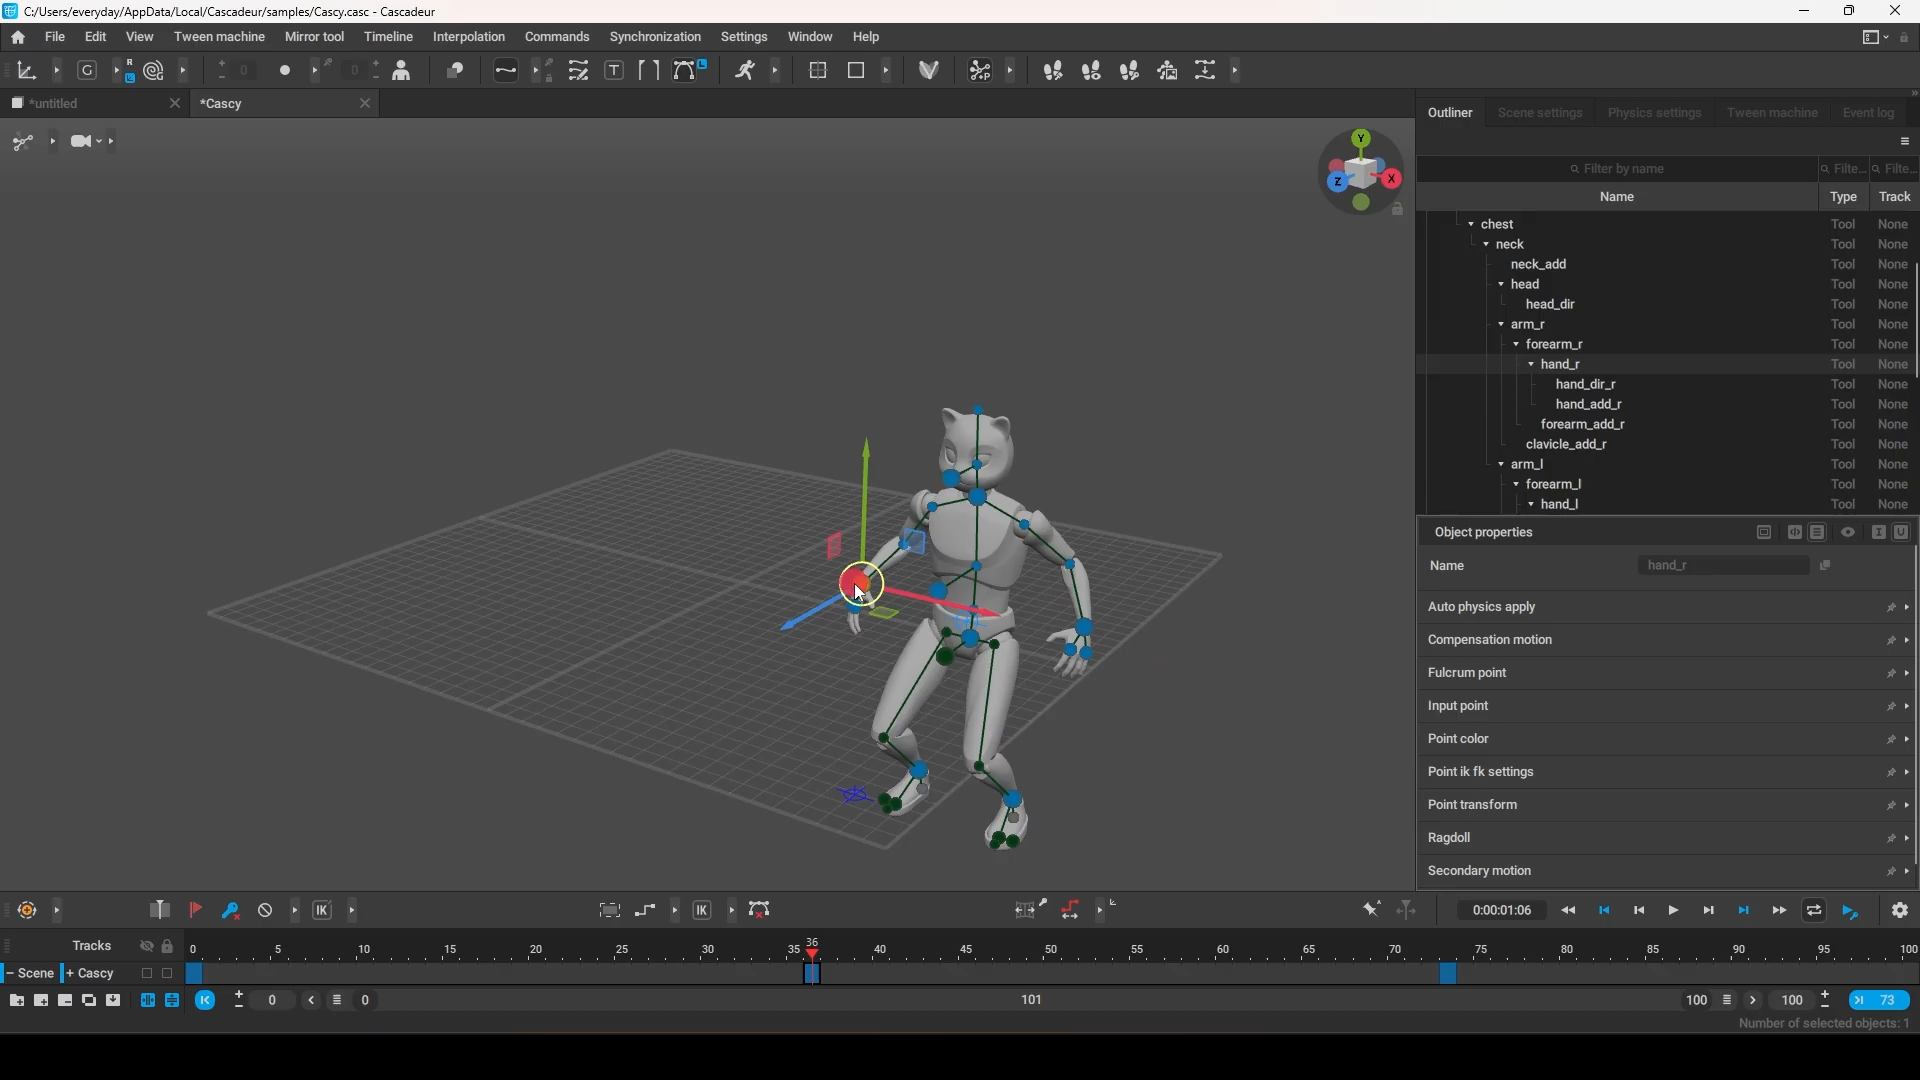 C:/Users/everyday/AppData/Local/Cascadeur/samples/Cascy.casc - Cascadeur
File Edit View Tween machine Mirror tool Timeline Interpolation Commands Synchronization Settings Window Help
G R L 0 0 T L P
*untitled *Cascy
Outliner Scene settings Physics settings Tween machine Event log
Y
Z X
Filter by name Filte... Filte...
Name Type Track
chest Tool None
neck Tool None
neck_add Tool None
head Tool None
head_dir Tool None
arm_r Tool None
forearm_r Tool None
hand_r Tool None
hand_dir_r Tool None
hand_add_r Tool None
forearm_add_r Tool None
clavicle_add_r Tool None
arm_l Tool None
forearm_l Tool None
hand_l Tool None
Object properties
Name hand_r
Auto physics apply
Compensation motion
Fulcrum point
Input point
Point color
Point ik fk settings
Point transform
Ragdoll
Secondary motion
IK IK 0:00:01:06
Tracks 0 5 10 15 20 25 30 35 36 40 45 50 55 60 65 70 75 80 85 90 95 100
- Scene + Cascy
0 0 101 100 100 73
Number of selected objects: 1